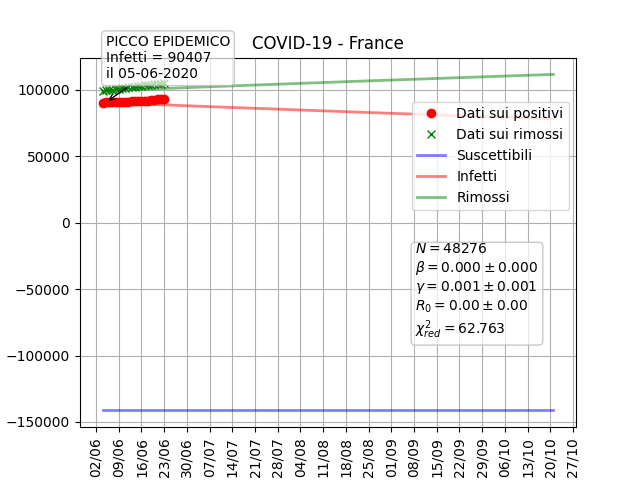 COVID-19 - France
PICCO EPIDEMICO
Infetti = 90407
il 05-06-2020
100000
50000
0
−50000
−100000
−150000
Dati sui positivi
Dati sui rimossi
Suscettibili
Infetti
Rimossi
N = 48276
β = 0.000 ± 0.000
γ = 0.001 ± 0.001
R₀ = 0.00 ± 0.00
χ²red = 62.763
02/06
09/06
16/06
23/06
30/06
07/07
14/07
21/07
28/07
04/08
11/08
18/08
25/08
01/09
08/09
15/09
22/09
29/09
06/10
13/10
20/10
27/10